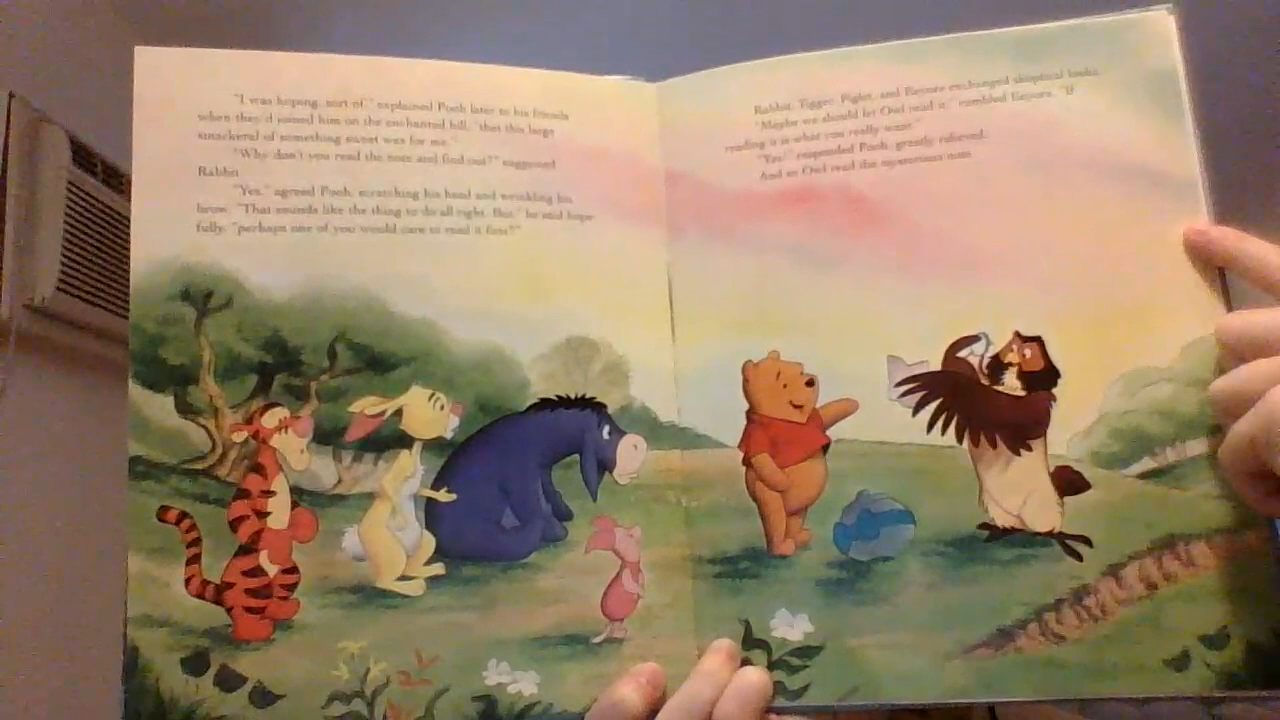 "I was hoping, sort of," explained Pooh later to his friends
when they'd joined him on the enchanted hill, "that this large
smackeral of something sweet was for me."
"Why don't you read the note and find out?" suggested
Rabbit.
"Yes," agreed Pooh, scratching his head and wrinkling his
brow. "That sounds like the thing to do all right. But," he said hope-
fully, "perhaps one of you would care to read it first?"
Rabbit, Tigger, Piglet, and Eeyore exchanged skeptical looks.
"Maybe we should let Owl read it," rumbled Eeyore. "If
reading it is what you really want."
"Yes!" responded Pooh, greatly relieved.
And so Owl read the mysterious note.